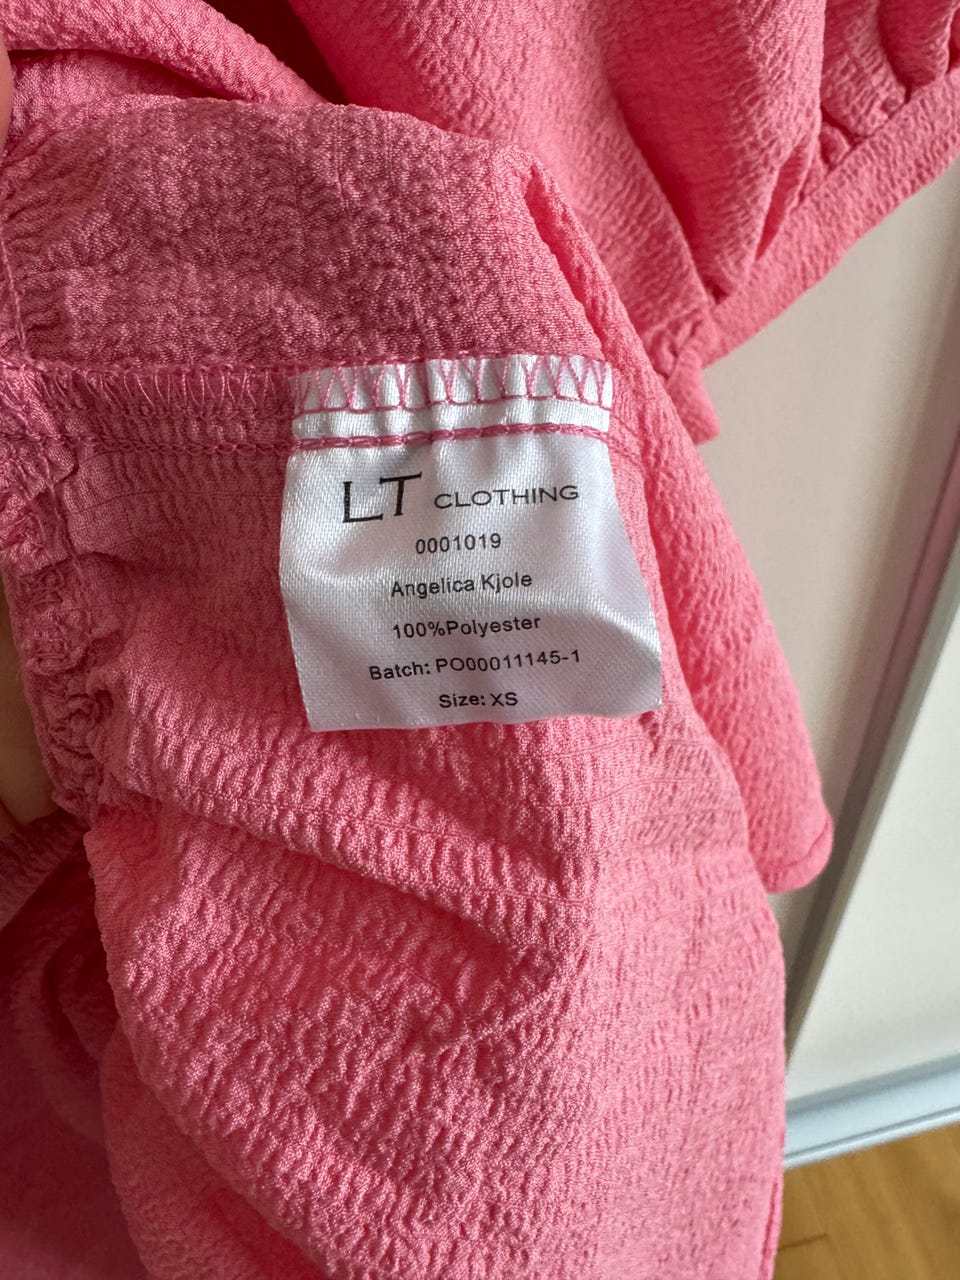 LT CLOTHING
0001019
Angelica Kjole
100%Polyester
Batch: PO00011145-1
Size: XS